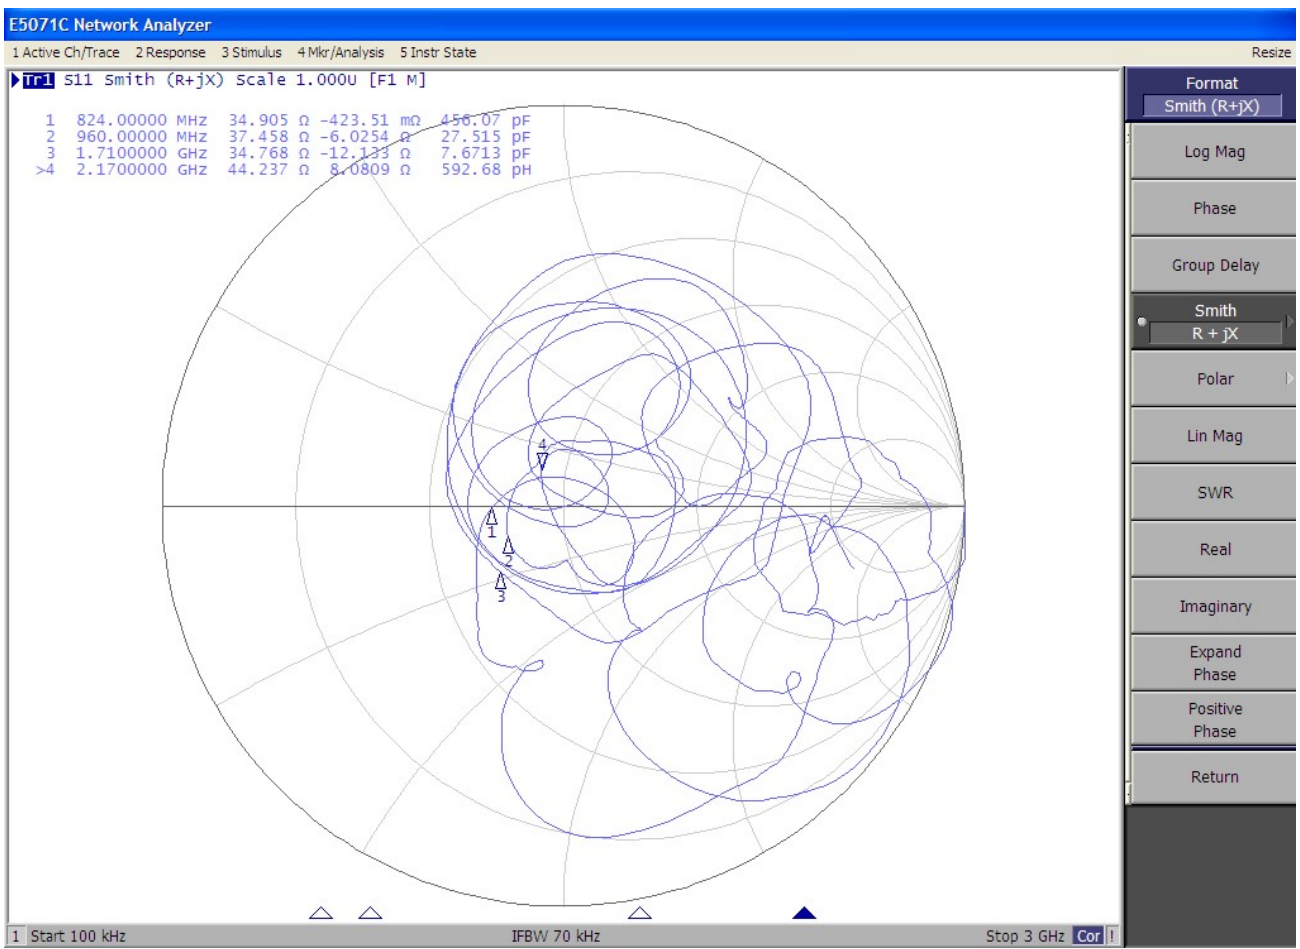 E5071C Network Analyzer
1 Active Ch/Trace 2 Response 3 Stimulus 4 Mkr/Analysis 5 Instr State Resize
Tr1 S11 Smith (R+jX) Scale 1.000U [F1 M]
1 824.00000 MHz 34.905 Ω -423.51 mΩ 456.07 pF
2 960.00000 MHz 37.458 Ω -6.0254 Ω 27.515 pF
3 1.7100000 GHz 34.768 Ω -12.133 Ω 7.6713 pF
>4 2.1700000 GHz 44.237 Ω 8.0809 Ω 592.68 pH
4
1
2
3
Format
Smith (R+jX)
Log Mag
Phase
Group Delay
Smith
R + jX
Polar
Lin Mag
SWR
Real
Imaginary
Expand
Phase
Positive
Phase
Return
1 Start 100 kHz IFBW 70 kHz Stop 3 GHz Cor !